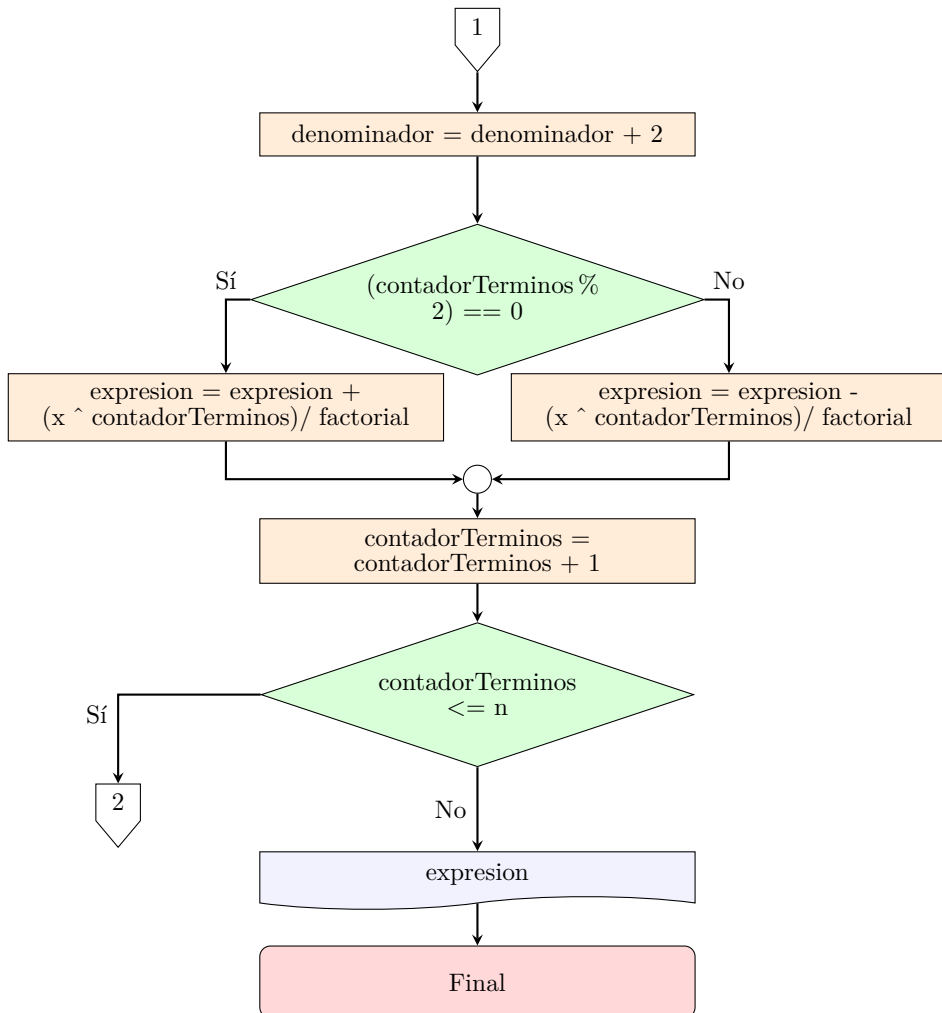 1
denominador = denominador + 2
(contadorTerminos %
2) == 0
Sí
No
expresion = expresion +
(x ^ contadorTerminos)/ factorial
expresion = expresion -
(x ^ contadorTerminos)/ factorial
contadorTerminos =
contadorTerminos + 1
contadorTerminos
<= n
Sí
2
No
expresion
Final